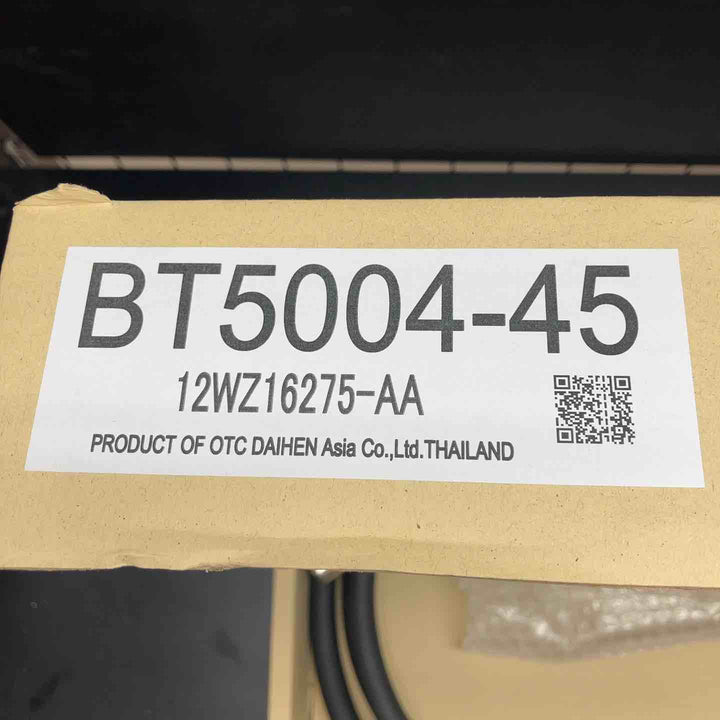 BT5004-45
12WZ16275-AA
PRODUCT OF OTC DAIHEN Asia Co.,Ltd.THAILAND